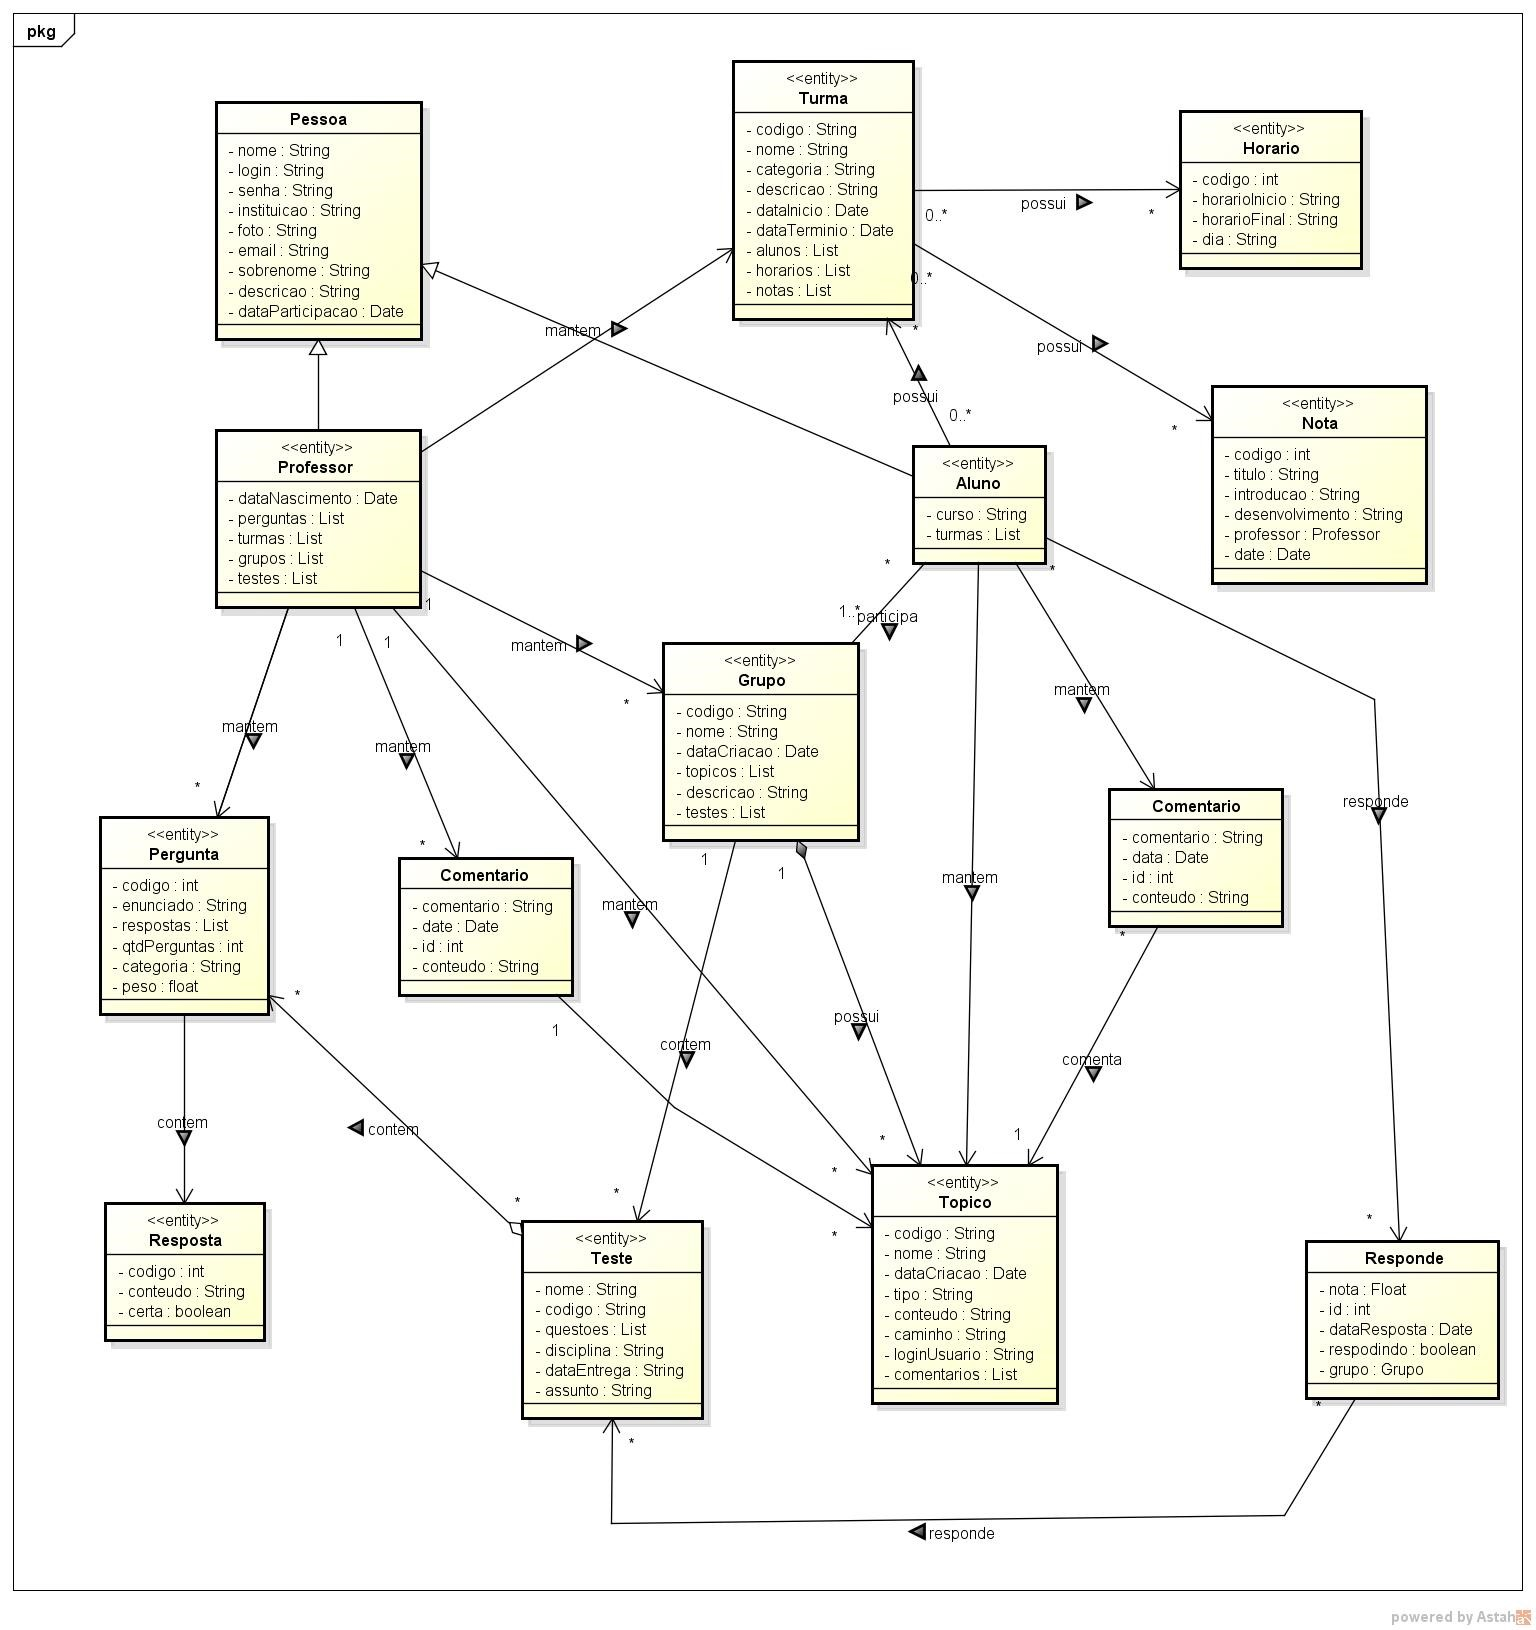 pkg
Pessoa
- nome : String
- login : String
- senha : String
- instituicao : String
- foto : String
- email : String
- sobrenome : String
- descricao : String
- dataParticipacao : Date
<<entity>>
Turma
- codigo : String
- nome : String
- categoria : String
- descricao : String
- dataInicio : Date
- dataTerminio : Date
- alunos : List
- horarios : List
- notas : List
<<entity>>
Horario
- codigo : int
- horarioInicio : String
- horarioFinal : String
- dia : String
possui
0..*
*
mantem
0..*
*
possui
possui
0..*
*
<<entity>>
Nota
- codigo : int
- titulo : String
- introducao : String
- desenvolvimento : String
- professor : Professor
- date : Date
<<entity>>
Professor
- dataNascimento : Date
- perguntas : List
- turmas : List
- grupos : List
- testes : List
<<entity>>
Aluno
- curso : String
- turmas : List
*
*
1
1..*
participa
1
1
mantem
*
<<entity>>
Grupo
- codigo : String
- nome : String
- dataCriacao : Date
- topicos : List
- descricao : String
- testes : List
mantem
mantem
mantem
*
*
responde
<<entity>>
Pergunta
- codigo : int
- enunciado : String
- respostas : List
- qtdPerguntas : int
- categoria : String
- peso : float
Comentario
- comentario : String
- date : Date
- id : int
- conteudo : String
Comentario
- comentario : String
- data : Date
- id : int
- conteudo : String
1
1
mantem
mantem
*
*
1
possui
contem
comenta
contem
contem
1
*
*
*
*
*
*
*
<<entity>>
Resposta
- codigo : int
- conteudo : String
- certa : boolean
<<entity>>
Teste
- nome : String
- codigo : String
- questoes : List
- disciplina : String
- dataEntrega : String
- assunto : String
<<entity>>
Topico
- codigo : String
- nome : String
- dataCriacao : Date
- tipo : String
- conteudo : String
- caminho : String
- loginUsuario : String
- comentarios : List
Responde
- nota : Float
- id : int
- dataResposta : Date
- respodindo : boolean
- grupo : Grupo
*
*
responde
powered by Astah